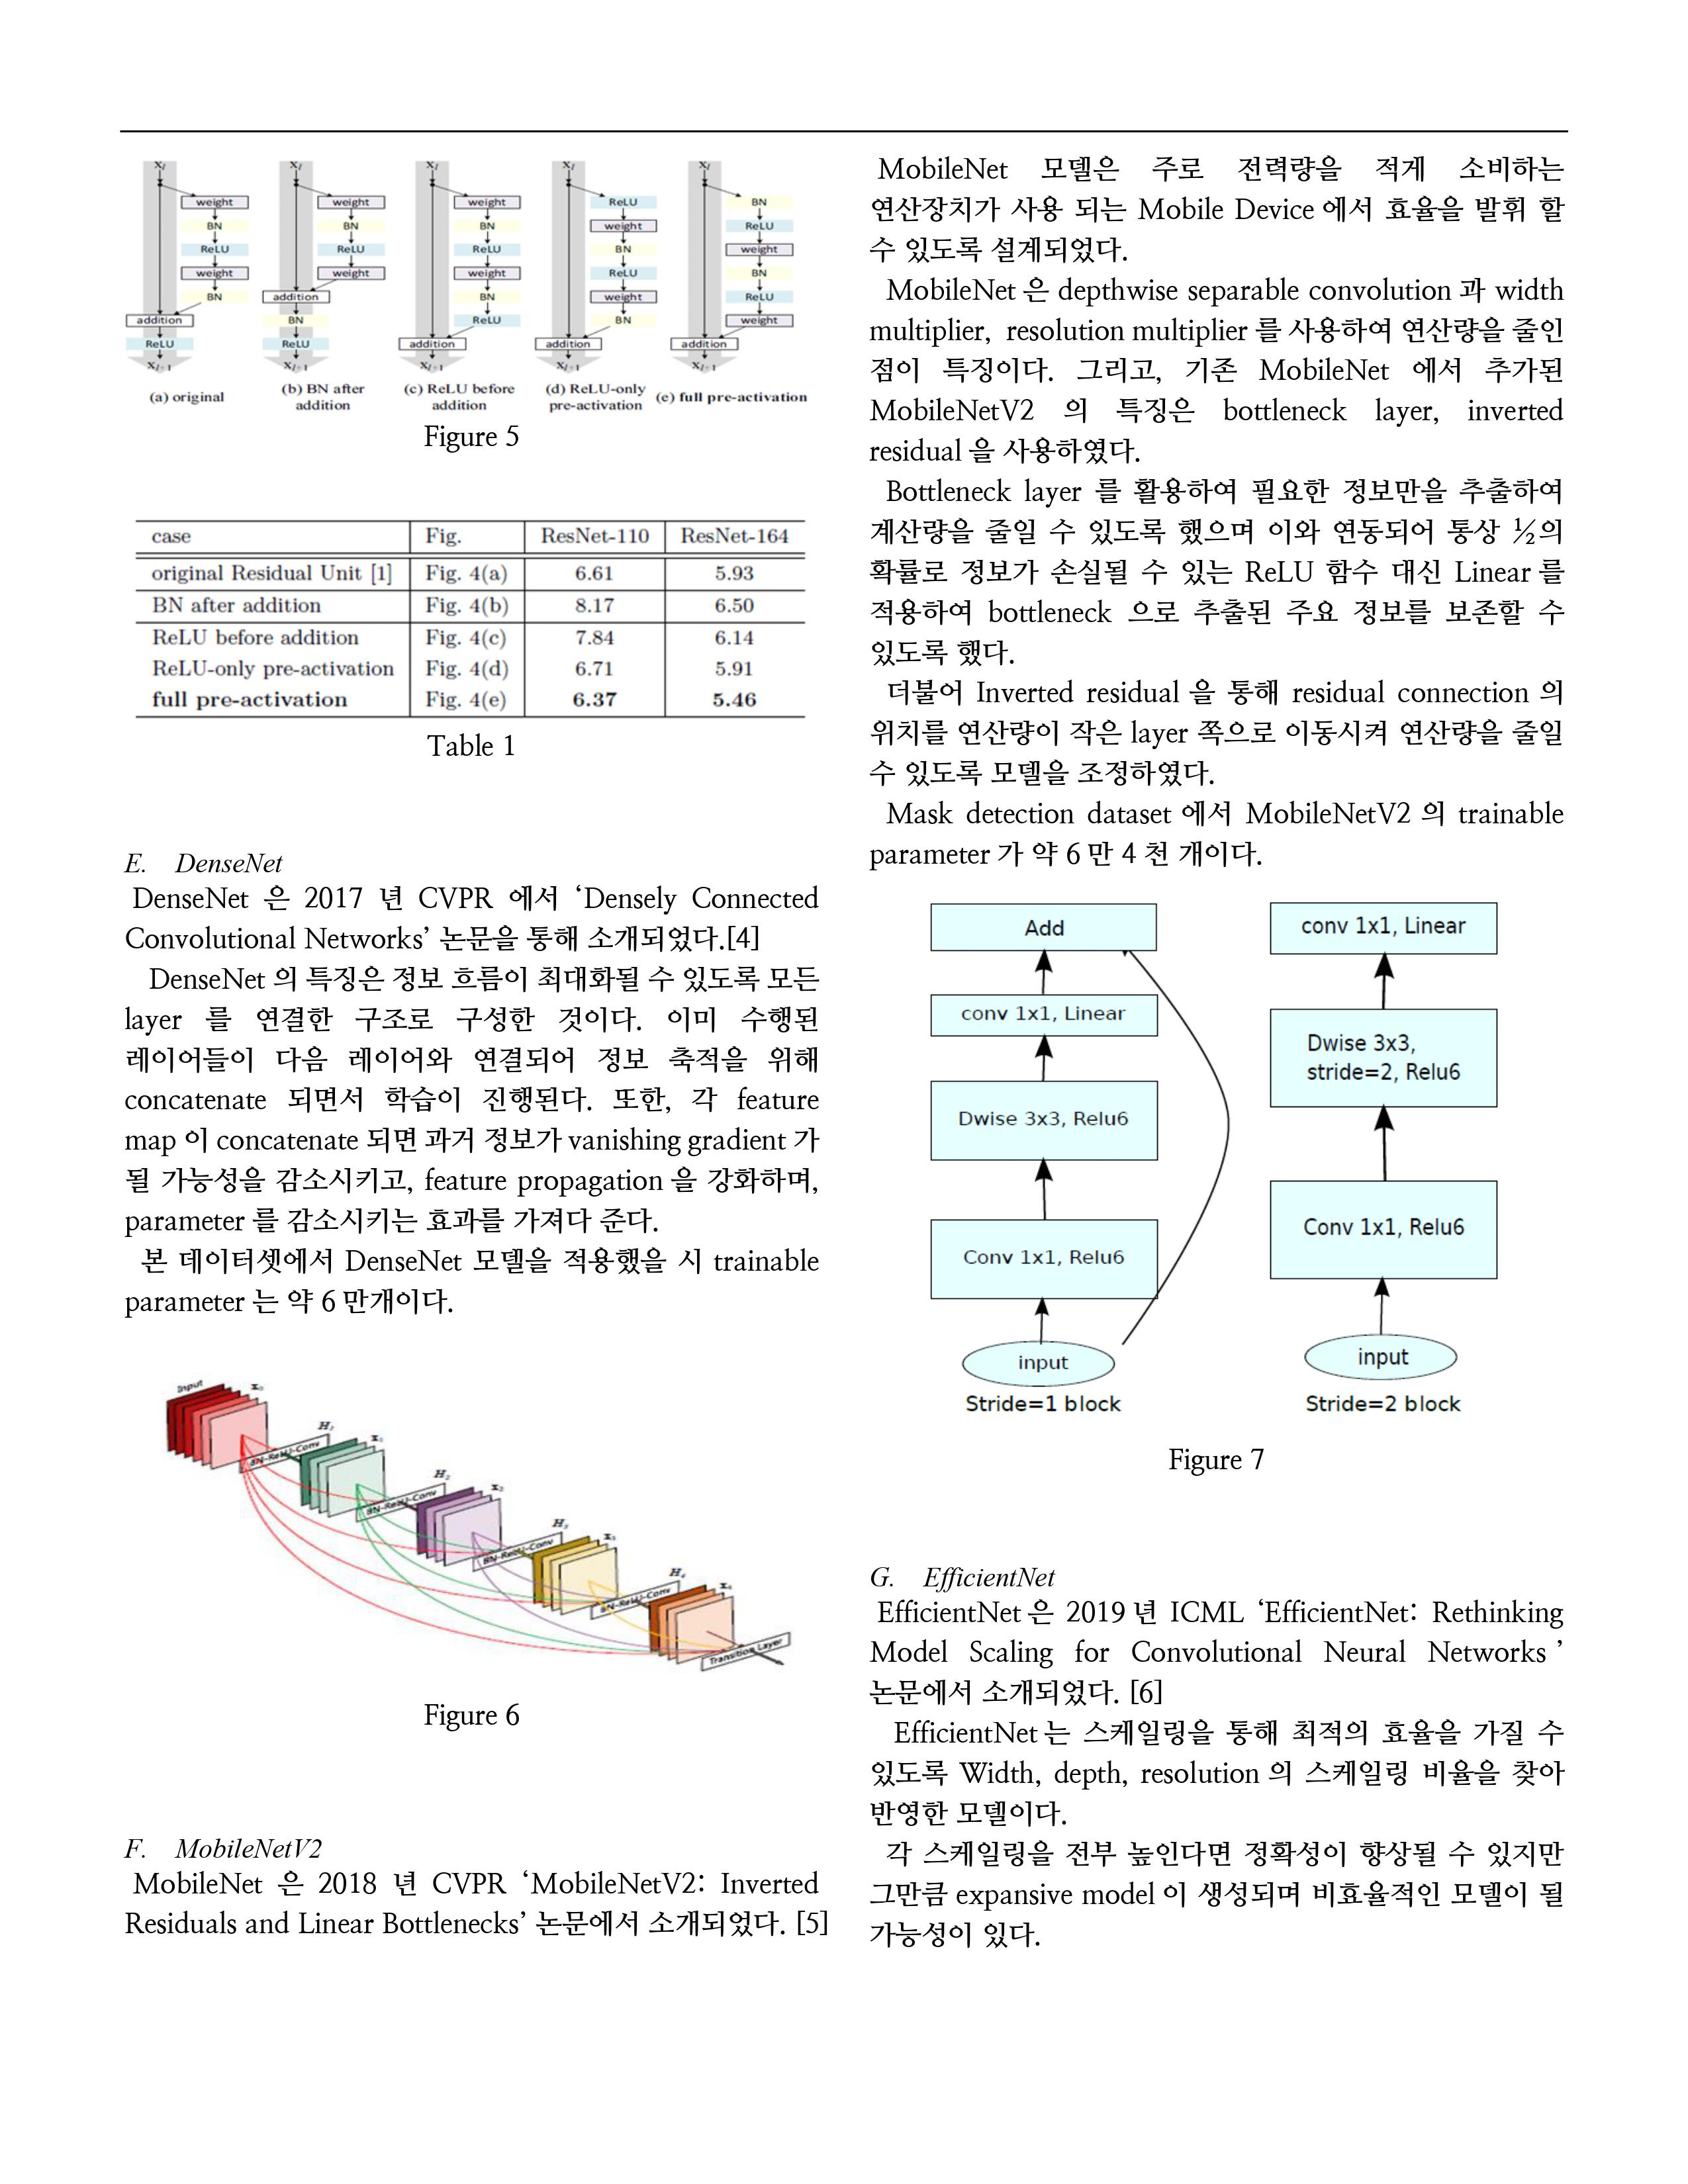 x_l
weight
BN
ReLU
weight
BN
addition
ReLU
x_{l+1}
(a) original
x_l
weight
BN
ReLU
weight
addition
BN
ReLU
x_{l+1}
(b) BN after
addition
x_l
weight
BN
ReLU
weight
BN
ReLU
addition
x_{l+1}
(c) ReLU before
addition
x_l
ReLU
weight
BN
ReLU
weight
BN
addition
x_{l+1}
(d) ReLU-only
pre-activation
x_l
BN
ReLU
weight
BN
ReLU
weight
addition
x_{l+1}
(e) full pre-activation
Figure 5
case Fig. ResNet-110 ResNet-164
original Residual Unit [1] Fig. 4(a) 6.61 5.93
BN after addition Fig. 4(b) 8.17 6.50
ReLU before addition Fig. 4(c) 7.84 6.14
ReLU-only pre-activation Fig. 4(d) 6.71 5.91
full pre-activation Fig. 4(e) 6.37 5.46
Table 1
E. DenseNet
DenseNet 은 2017 년 CVPR 에서 ‘Densely Connected
Convolutional Networks’ 논문을 통해 소개되었다.[4]
DenseNet 의 특징은 정보 흐름이 최대화될 수 있도록 모든
layer 를 연결한 구조로 구성한 것이다. 이미 수행된
레이어들이 다음 레이어와 연결되어 정보 축적을 위해
concatenate 되면서 학습이 진행된다. 또한, 각 feature
map 이 concatenate 되면 과거 정보가 vanishing gradient 가
될 가능성을 감소시키고, feature propagation 을 강화하며,
parameter 를 감소시키는 효과를 가져다 준다.
본 데이터셋에서 DenseNet 모델을 적용했을 시 trainable
parameter 는 약 6 만개이다.
Input
x₀
H₁
BN-ReLU-Conv
x₁
H₂
BN-ReLU-Conv
x₂
H₃
BN-ReLU-Conv
x₃
H₄
BN-ReLU-Conv
x₄
Transition Layer
Figure 6
F. MobileNetV2
MobileNet 은 2018 년 CVPR ‘MobileNetV2: Inverted
Residuals and Linear Bottlenecks’ 논문에서 소개되었다. [5]
MobileNet 모델은 주로 전력량을 적게 소비하는
연산장치가 사용 되는 Mobile Device 에서 효율을 발휘 할
수 있도록 설계되었다.
MobileNet 은 depthwise separable convolution 과 width
multiplier, resolution multiplier 를 사용하여 연산량을 줄인
점이 특징이다. 그리고, 기존 MobileNet 에서 추가된
MobileNetV2 의 특징은 bottleneck layer, inverted
residual 을 사용하였다.
Bottleneck layer 를 활용하여 필요한 정보만을 추출하여
계산량을 줄일 수 있도록 했으며 이와 연동되어 통상 ½의
확률로 정보가 손실될 수 있는 ReLU 함수 대신 Linear 를
적용하여 bottleneck 으로 추출된 주요 정보를 보존할 수
있도록 했다.
더불어 Inverted residual 을 통해 residual connection 의
위치를 연산량이 작은 layer 쪽으로 이동시켜 연산량을 줄일
수 있도록 모델을 조정하였다.
Mask detection dataset 에서 MobileNetV2 의 trainable
parameter 가 약 6 만 4 천 개이다.
Add
conv 1x1, Linear
Dwise 3x3, Relu6
Conv 1x1, Relu6
input
Stride=1 block
conv 1x1, Linear
Dwise 3x3,
stride=2, Relu6
Conv 1x1, Relu6
input
Stride=2 block
Figure 7
G. EfficientNet
EfficientNet 은 2019 년 ICML ‘EfficientNet: Rethinking
Model Scaling for Convolutional Neural Networks ’
논문에서 소개되었다. [6]
EfficientNet 는 스케일링을 통해 최적의 효율을 가질 수
있도록 Width, depth, resolution 의 스케일링 비율을 찾아
반영한 모델이다.
각 스케일링을 전부 높인다면 정확성이 향상될 수 있지만
그만큼 expansive model 이 생성되며 비효율적인 모델이 될
가능성이 있다.